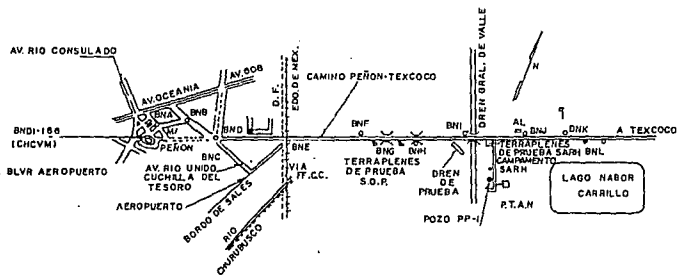 AV. RIO CONSULADO
AV. OCEANIA
AV. 608
D. F.
EDO. DE MEX.
CAMINO PEÑON-TEXCOCO
DREN GRAL. DE VALLE
N
BNA
BNB
BND1-166
(CHCVM)
PEÑON
BND
BNE
BNF
BNG
BNH
BNI
AL
BNJ
BNK
BNL
A TEXCOCO
BLVR AEROPUERTO
BNC
AV. RIO UNIDO
CUCHILLA DEL
TESORO
AEROPUERTO
BORDO DE SALES
VIA
FF.CC.
RIO
CHURUBUSCO
TERRAPLENES
DE PRUEBA
S.O.P.
DREN
DE
PRUEBA
TERRAPLENES
DE PRUEBA SARH
CAMPAMENTO
SARH
P.T.A.N
POZO PP-1
LAGO NABOR
CARRILLO